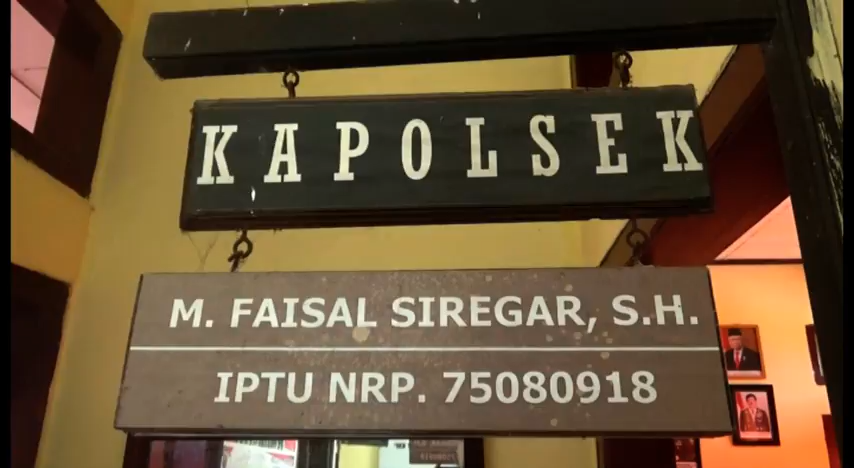 KAPOLSEK
M. FAISAL SIREGAR, S.H.
IPTU NRP. 75080918